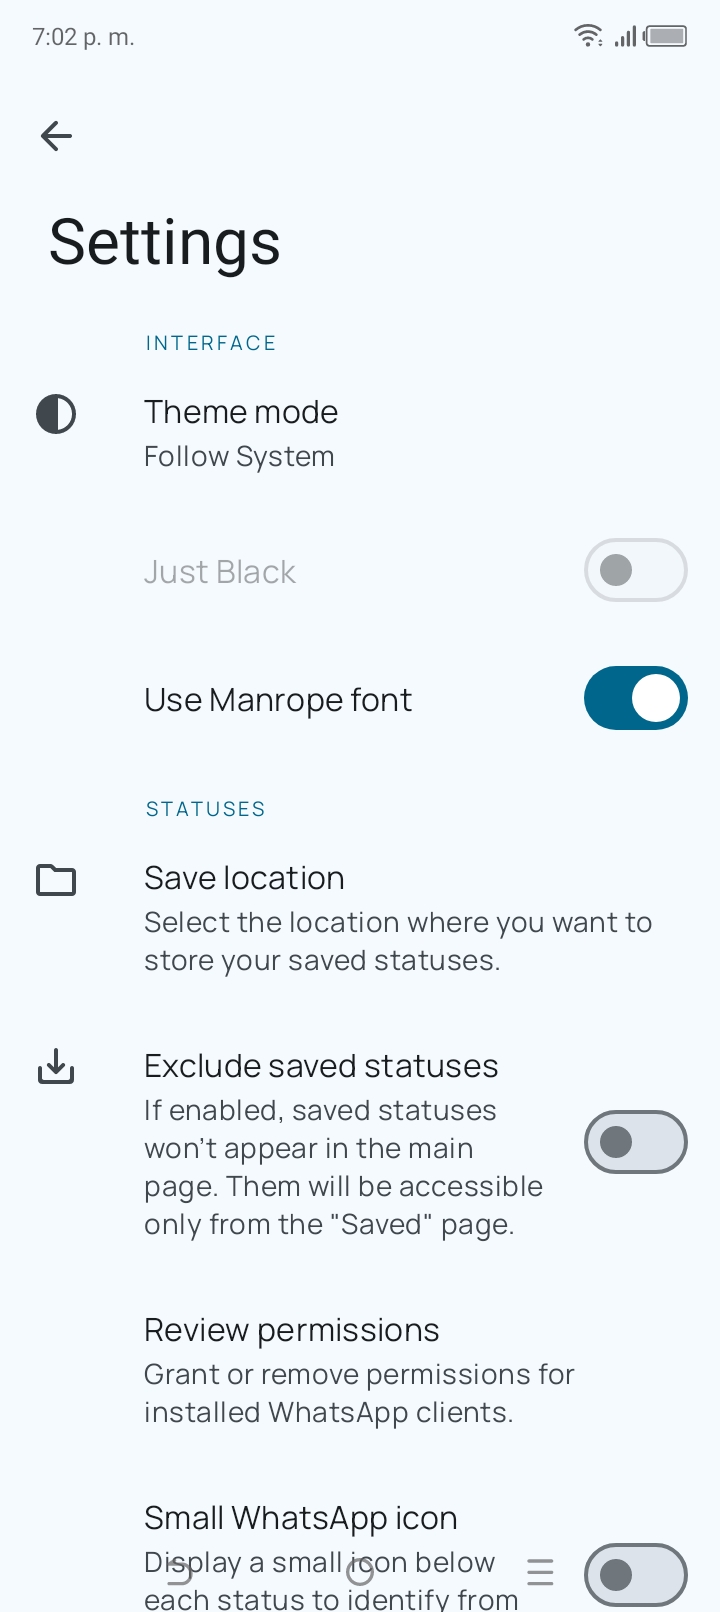 7:02 p. m.
Settings
INTERFACE
Theme mode
Follow System
Just Black
Use Manrope font
STATUSES
Save location
Select the location where you want to
store your saved statuses.
Exclude saved statuses
If enabled, saved statuses
won't appear in the main
page. Them will be accessible
only from the "Saved" page.
Review permissions
Grant or remove permissions for
installed WhatsApp clients.
Small WhatsApp icon
Display a small icon below
each status to identify from